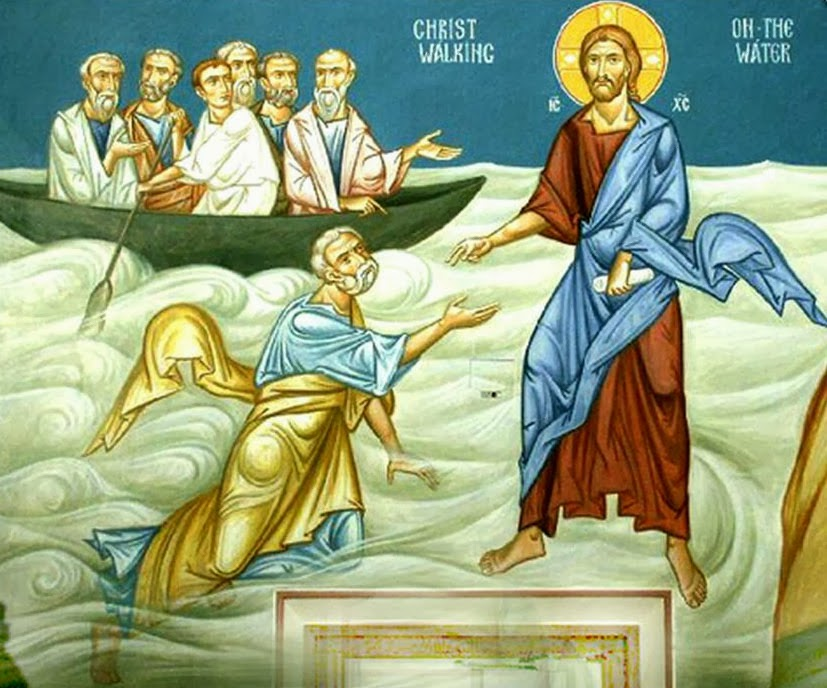 CHRIST
WALKING
ON·THE
WATER
IC̅ XC̅